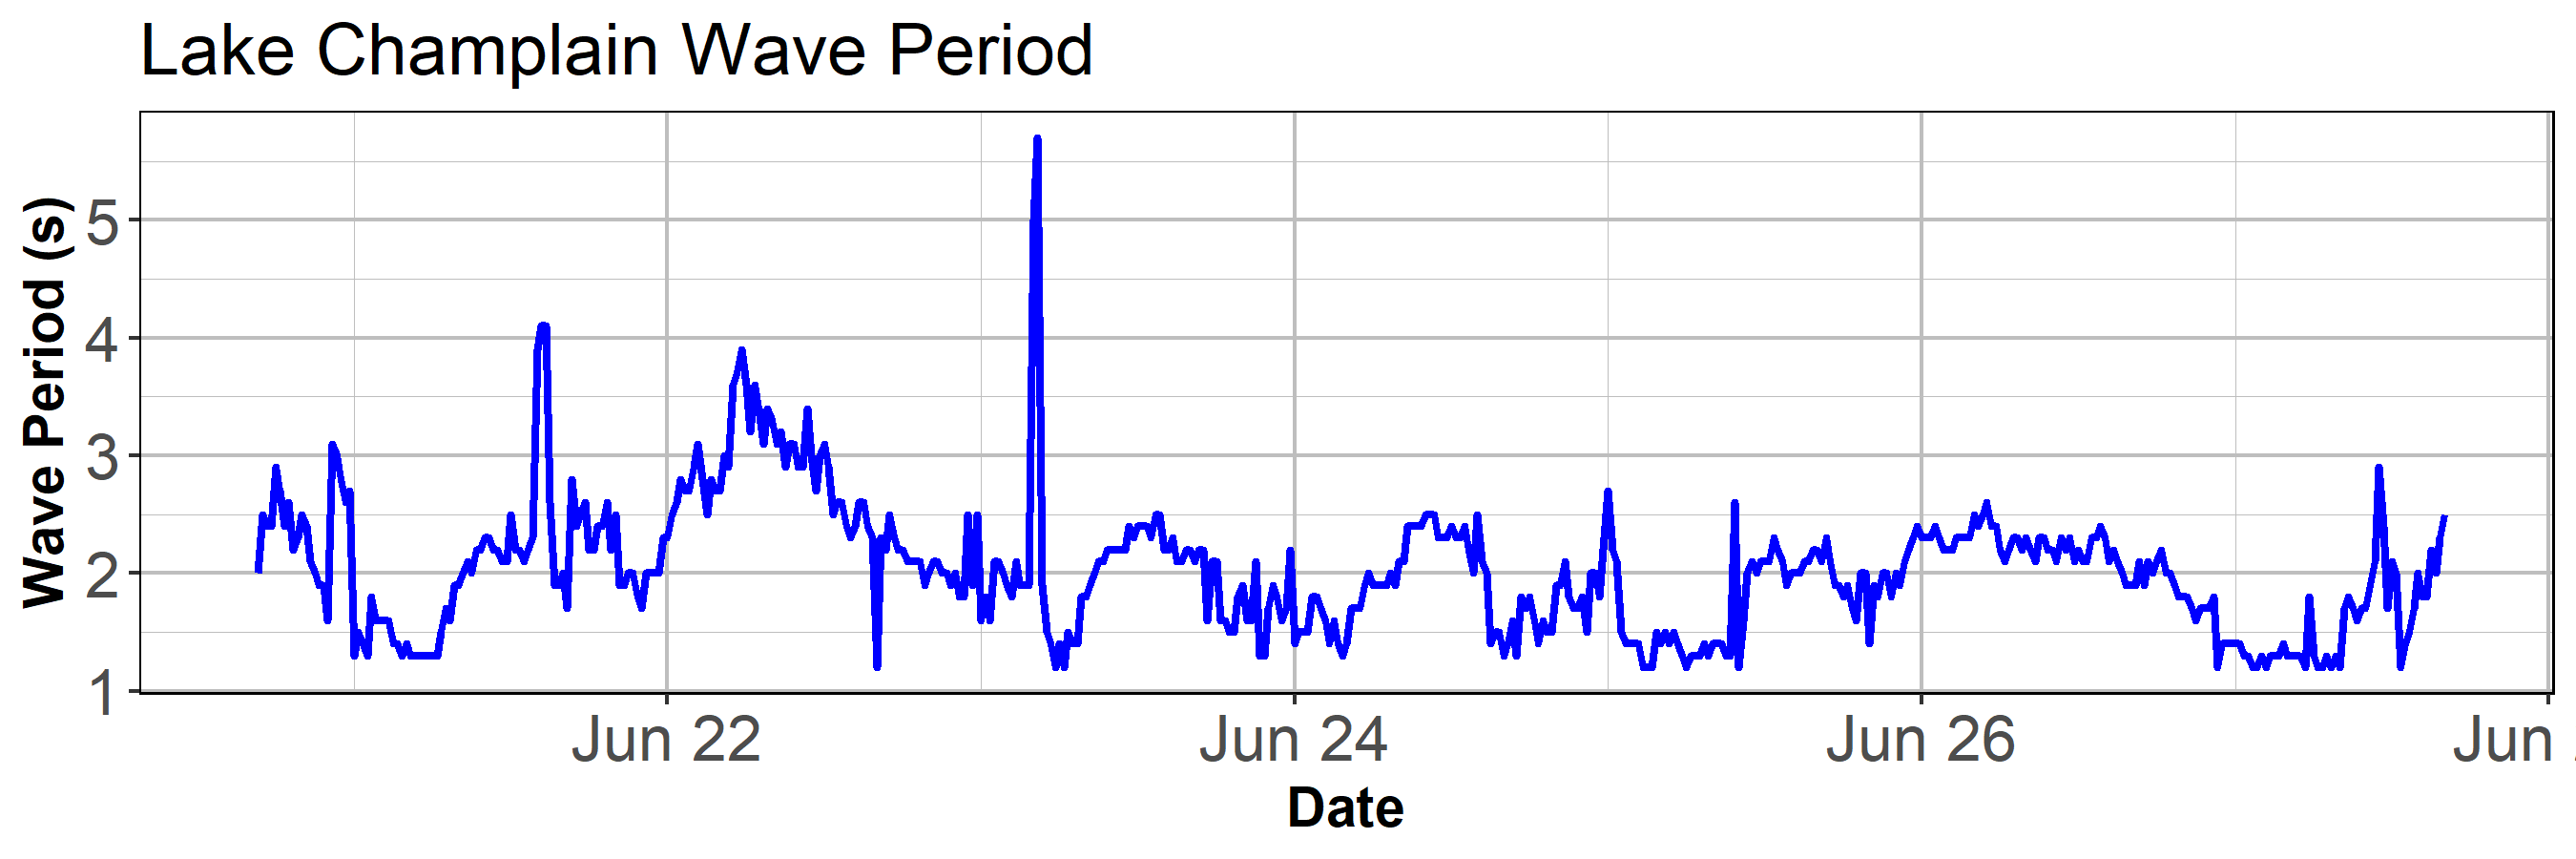 Lake Champlain Wave Period
Wave Period (s)
5
4
3
2
1
Jun 22
Jun 24
Jun 26
Jun
Date